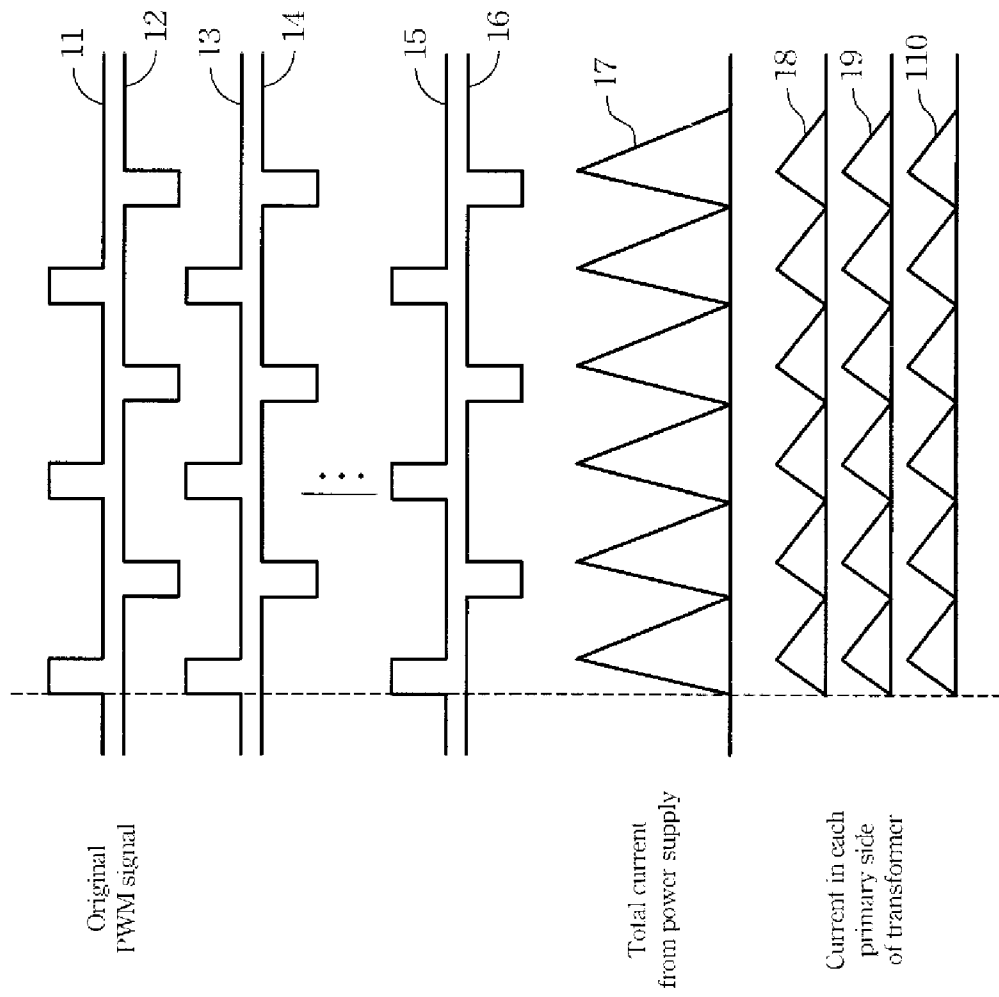 Original
PWM signal
11
12
13
14
15
16
Total current
from power supply
17
Current in each
primary side
of transformer
18
19
110